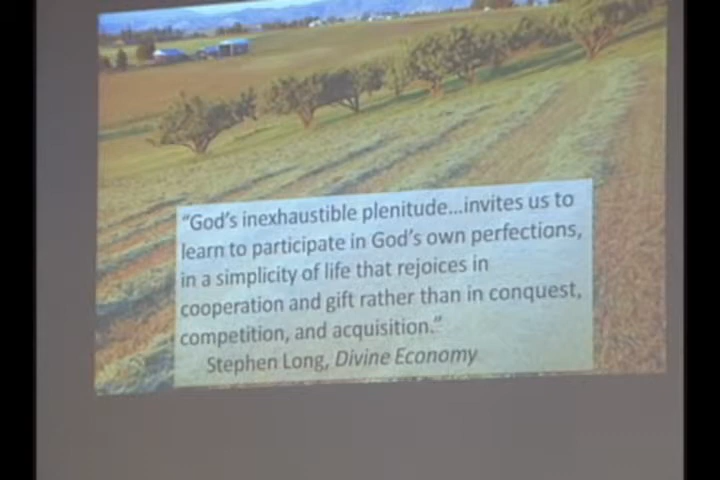 “God’s inexhaustible plenitude...invites us to
learn to participate in God’s own perfections,
in a simplicity of life that rejoices in
cooperation and gift rather than in conquest,
competition, and acquisition.”
Stephen Long, Divine Economy